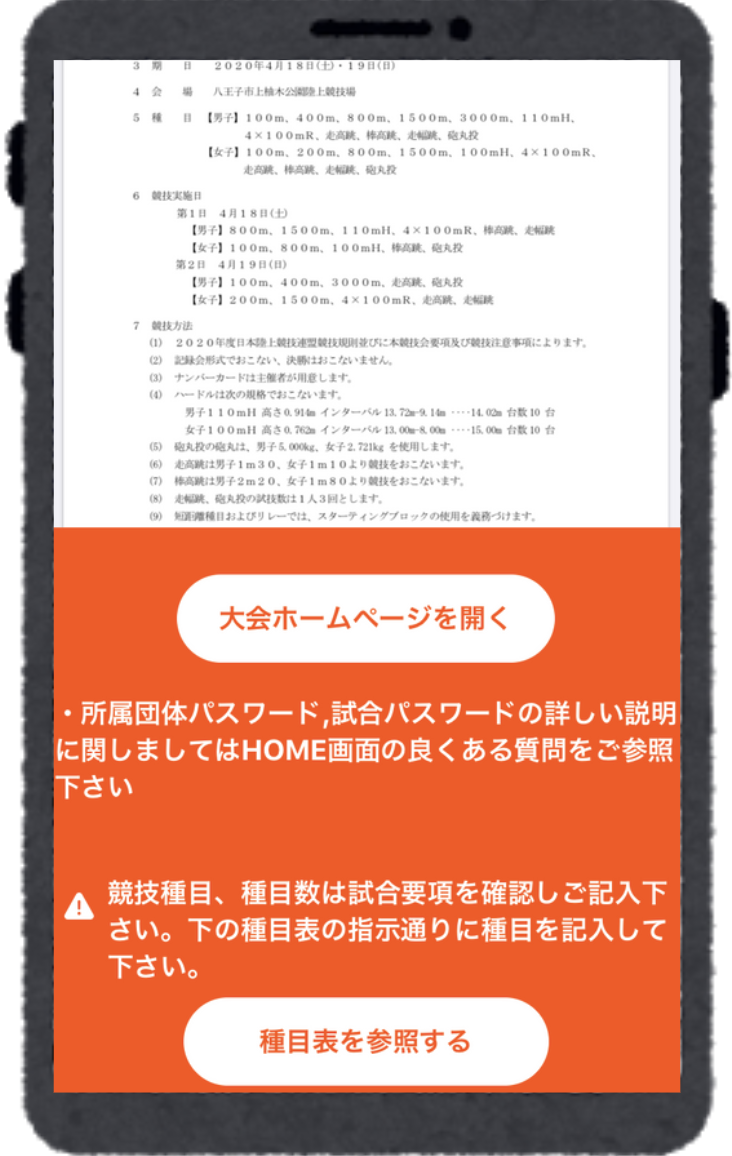 3 期 日 2020年4月18日(土)・19日(日)
4 会 場 八王子市上柚木公園陸上競技場
5 種 目 【男子】100m、400m、800m、1500m、3000m、110mH、
4×100mR、走高跳、棒高跳、走幅跳、砲丸投
【女子】100m、200m、800m、1500m、100mH、4×100mR、
走高跳、棒高跳、走幅跳、砲丸投
6 競技実施日
第1日 4月18日(土)
【男子】800m、1500m、110mH、4×100mR、棒高跳、走幅跳
【女子】100m、800m、100mH、棒高跳、砲丸投
第2日 4月19日(日)
【男子】100m、400m、3000m、走高跳、砲丸投
【女子】200m、1500m、4×100mR、走高跳、走幅跳
7 競技方法
(1) 2020年度日本陸上競技連盟競技規則並びに本競技会要項及び競技注意事項によります。
(2) 記録会形式でおこない、決勝はおこないません。
(3) ナンバーカードは主催者が用意します。
(4) ハードルは次の規格でおこないます。
男子110mH 高さ0.914m インターバル13.72m-9.14m ‥‥14.02m 台数10 台
女子100mH 高さ0.762m インターバル13.00m-8.00m ‥‥15.00m 台数10 台
(5) 砲丸投の砲丸は、男子5.000kg、女子2.721kg を使用します。
(6) 走高跳は男子1m30、女子1m10より競技をおこないます。
(7) 棒高跳は男子2m20、女子1m80より競技をおこないます。
(8) 走幅跳、砲丸投の試技数は1人3回とします。
(9) 短距離種目およびリレーでは、スターティングブロックの使用を義務づけます。
大会ホームページを開く
・所属団体パスワード,試合パスワードの詳しい説明
に関しましてはHOME画面の良くある質問をご参照
下さい
競技種目、種目数は試合要項を確認しご記入下
さい。下の種目表の指示通りに種目を記入して
下さい。
種目表を参照する